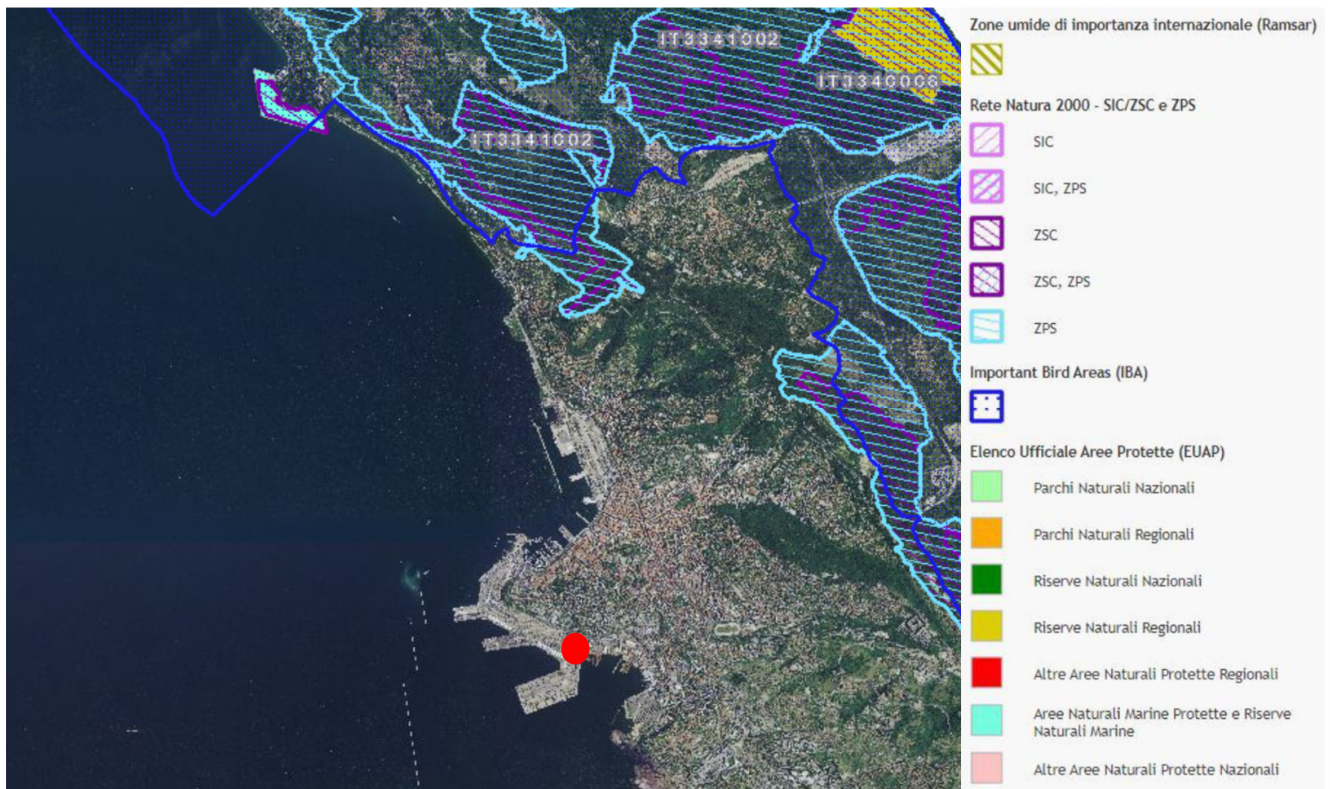 IT3341002
IT3340006
IT3341002
Zone umide di importanza internazionale (Ramsar)
Rete Natura 2000 - SIC/ZSC e ZPS
SIC
SIC, ZPS
ZSC
ZSC, ZPS
ZPS
Important Bird Areas (IBA)
Elenco Ufficiale Aree Protette (EUAP)
Parchi Naturali Nazionali
Parchi Naturali Regionali
Riserve Naturali Nazionali
Riserve Naturali Regionali
Altre Aree Naturali Protette Regionali
Aree Naturali Marine Protette e Riserve
Naturali Marine
Altre Aree Naturali Protette Nazionali